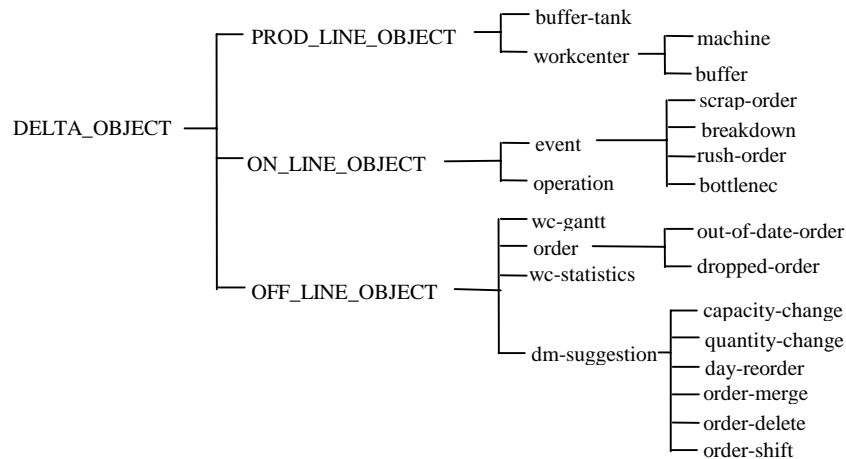 buffer-tank
PROD_LINE_OBJECT
workcenter
machine
buffer
DELTA_OBJECT
scrap-order
breakdown
event
rush-order
ON_LINE_OBJECT
operation
bottlenec
wc-gantt
out-of-date-order
order
dropped-order
wc-statistics
OFF_LINE_OBJECT
capacity-change
quantity-change
dm-suggestion
day-reorder
order-merge
order-delete
order-shift